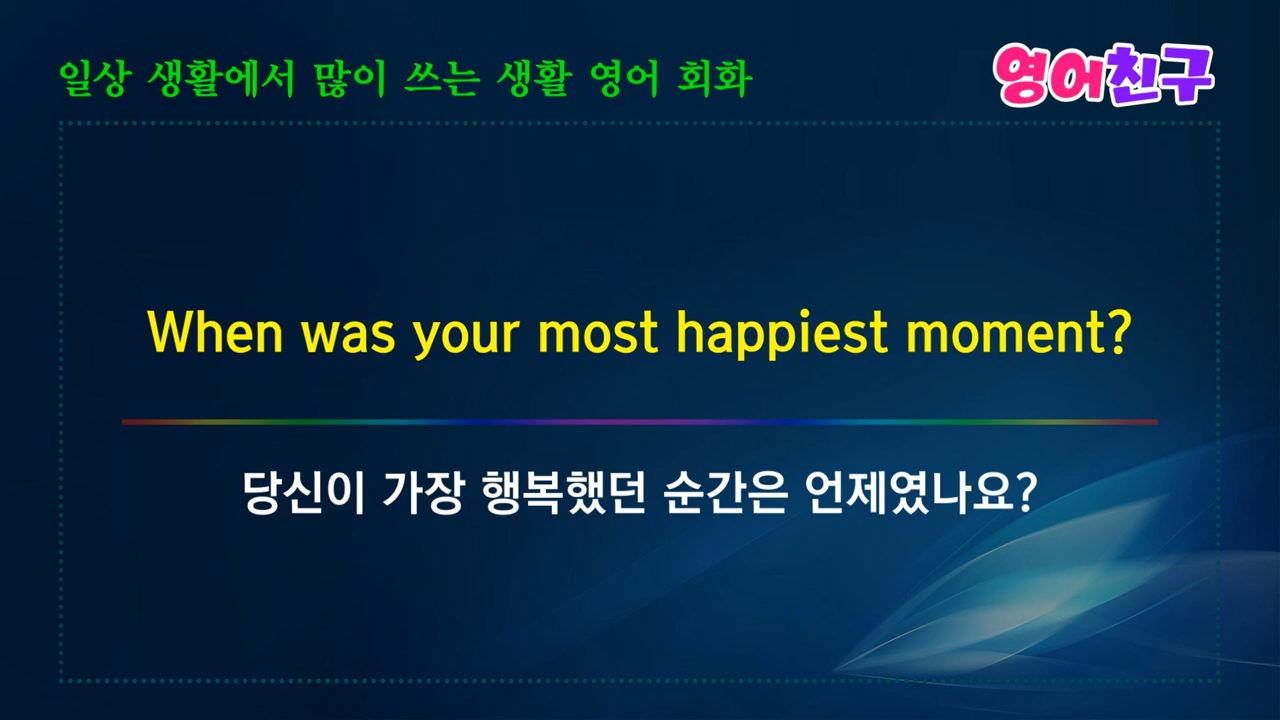 일상 생활에서 많이 쓰는 생활 영어 회화
영어친구
When was your most happiest moment?
당신이 가장 행복했던 순간은 언제였나요?